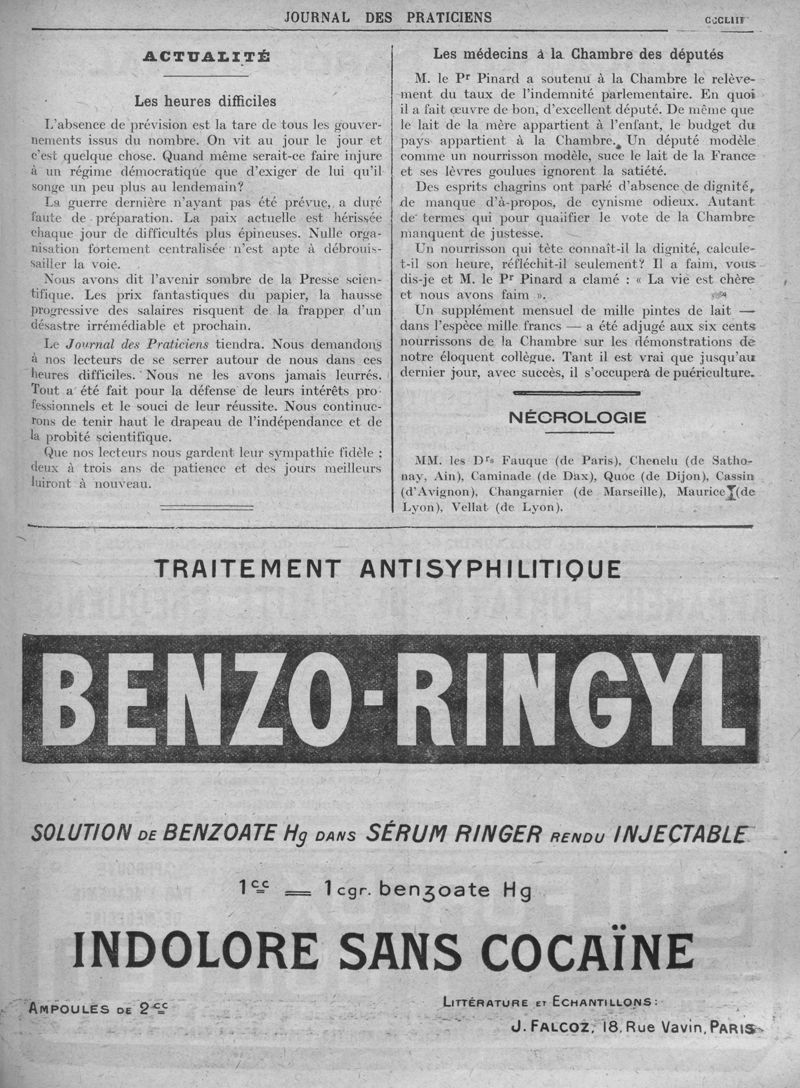 JOURNAL DES PRATICIENS
CCCLIII
ACTUALITÉ
Les heures difficiles
L'absence de prévision est la tare de tous les gouver-
nements issus du nombre. On vit au jour le jour et
c'est quelque chose. Quand même serait-ce faire injure
à un régime démocratique que d'exiger de lui qu'il
songe un peu plus au lendemain?
La guerre dernière n'ayant pas été prévue, a duré
faute de préparation. La paix actuelle est hérissée
chaque jour de difficultés plus épineuses. Nulle orga-
nisation fortement centralisée n'est apte à débrous-
sailler la voie.
Nous avons dit l'avenir sombre de la Presse scien-
tifique. Les prix fantastiques du papier, la hausse
progressive des salaires risquent de la frapper d'un
désastre irrémédiable et prochain.
Le Journal des Praticiens tiendra. Nous demandons
à nos lecteurs de se serrer autour de nous dans ces
heures difficiles. Nous ne les avons jamais leurrés.
Tout a été fait pour la défense de leurs intérêts pro-
fessionnels et le souci de leur réussite. Nous continue-
rons de tenir haut le drapeau de l'indépendance et de
la probité scientifique.
Que nos lecteurs nous gardent leur sympathie fidèle ;
deux à trois ans de patience et des jours meilleurs
luiront à nouveau.
Les médecins à la Chambre des députés
M. le Pr Pinard a soutenu à la Chambre le relève-
ment du taux de l'indemnité parlementaire. En quoi
il a fait œuvre de bon, d'excellent député. De même que
le lait de la mère appartient à l'enfant, le budget du
pays appartient à la Chambre. Un député modèle
comme un nourrisson modèle, suce le lait de la France
et ses lèvres goulues ignorent la satiété.
Des esprits chagrins ont parlé d'absence de dignité,
de manque d'à-propos, de cynisme odieux. Autant
de termes qui pour qualifier le vote de la Chambre
manquent de justesse.
Un nourrisson qui tète connaît-il la dignité, calcule-
t-il son heure, réfléchit-il seulement? Il a faim, vous
dis-je et M. le Pr Pinard a clamé : « La vie est chère
et nous avons faim ».
Un supplément mensuel de mille pintes de lait —
dans l'espèce mille francs — a été adjugé aux six cents
nourrissons de la Chambre sur les démonstrations de
notre éloquent collègue. Tant il est vrai que jusqu'au
dernier jour, avec succès, il s'occupera de puériculture.
NÉCROLOGIE
MM. les Drs Fauque (de Paris), Chenelu (de Satho-
nay, Ain), Caminade (de Dax), Quoc (de Dijon), Cassin
(d'Avignon), Changarnier (de Marseille), Maurice (de
Lyon), Vellat (de Lyon).
TRAITEMENT ANTISYPHILITIQUE
BENZO-RINGYL
SOLUTION DE BENZOATE Hg DANS SÉRUM RINGER RENDU INJECTABLE
1cc = 1 cgr. benzoate Hg
INDOLORE SANS COCAÏNE
AMPOULES DE 2cc
LITTÉRATURE ET ECHANTILLONS :
J. FALCOZ, 18, Rue Vavin, PARIS